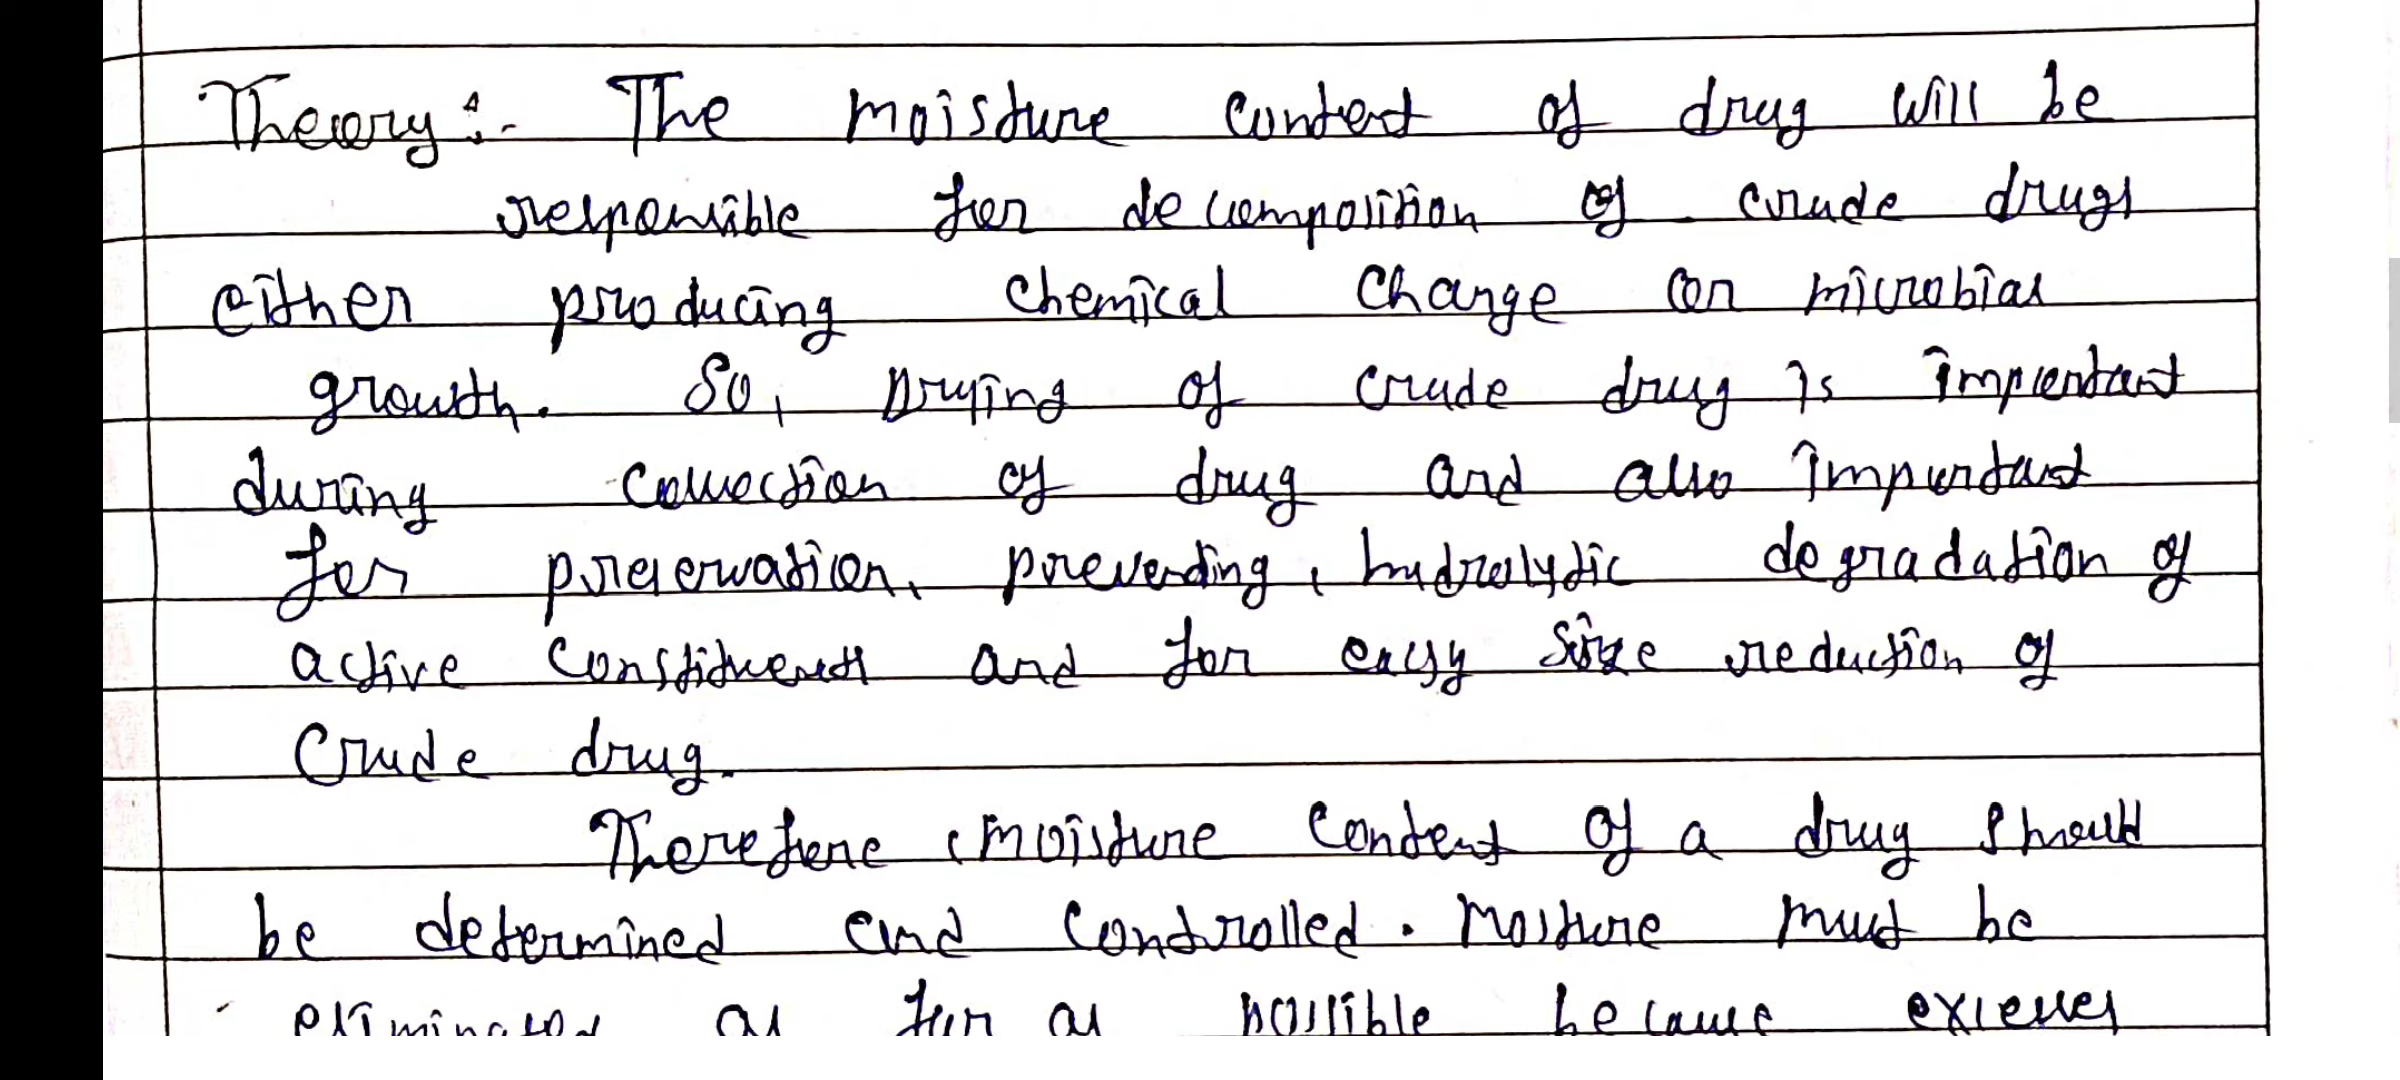 Theory :- The moisture content of drug will be
responsible for decomposition of crude drugs
either producing chemical change or microbial
growth. So, Drying of crude drug is important
during collection of drug and also important
for preservation, preventing, hydrolytic degradation of
active constituents and for easy size reduction of
Crude drug.
Therefore, moisture content of a drug should
be determined and controlled. Moisture must be
eliminated as far as possible because excesses